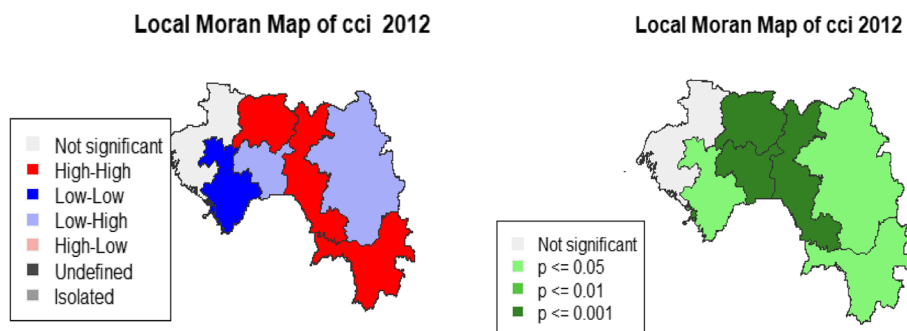 Local Moran Map of cci 2012
Not significant
High-High
Low-Low
Low-High
High-Low
Undefined
Isolated
Local Moran Map of cci 2012
Not significant
p <= 0.05
p <= 0.01
p <= 0.001